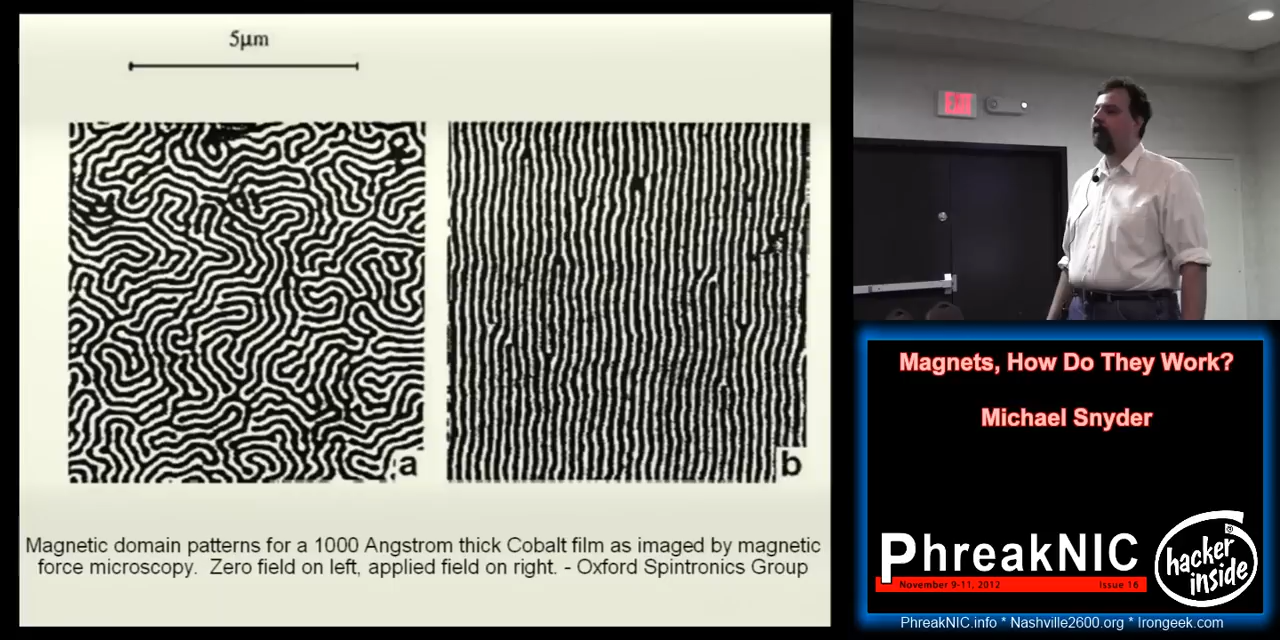 5μm
a
b
Magnetic domain patterns for a 1000 Angstrom thick Cobalt film as imaged by magnetic
force microscopy. Zero field on left, applied field on right. - Oxford Spintronics Group
Magnets, How Do They Work?
Michael Snyder
PhreakNIC
November 9-11, 2012
Issue 16
hacker
inside
PhreakNIC.info * Nashville2600.org * Irongeek.com